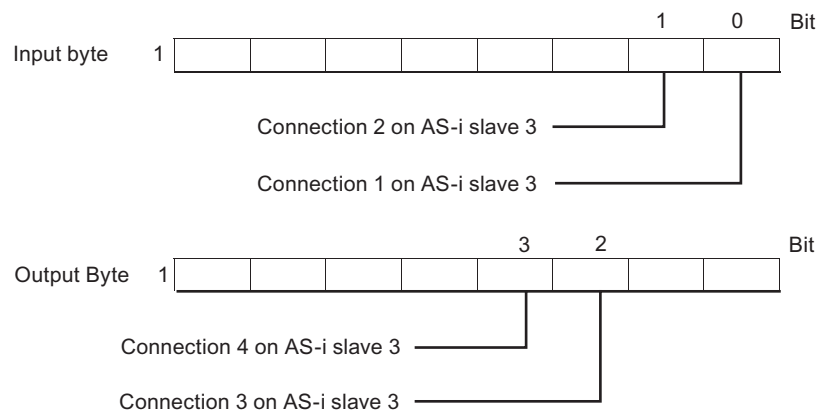 1 0 Bit
Input byte 1
Connection 2 on AS-i slave 3
Connection 1 on AS-i slave 3
3 2 Bit
Output Byte 1
Connection 4 on AS-i slave 3
Connection 3 on AS-i slave 3